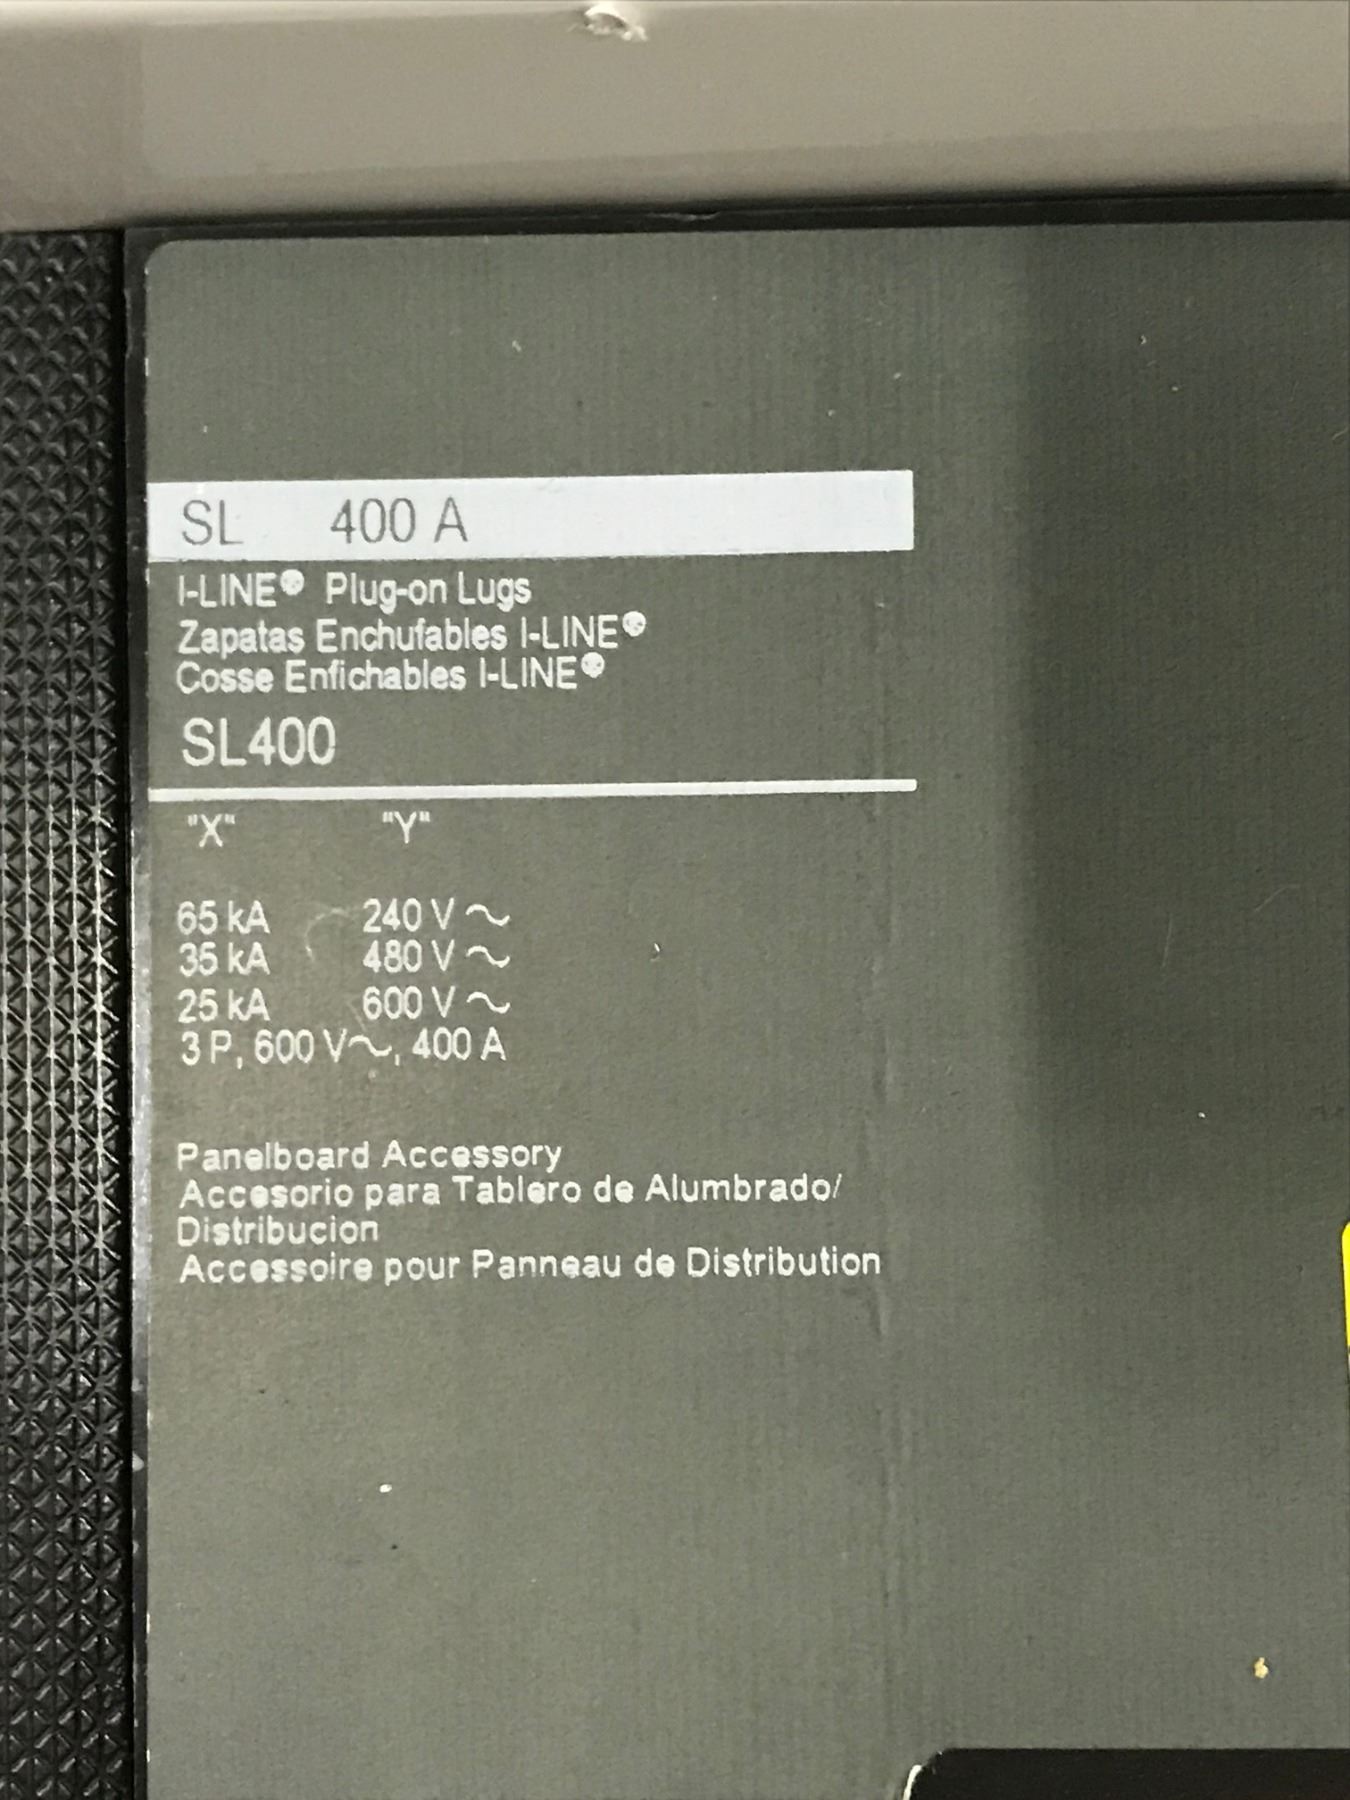 SL 400 A
I-LINE® Plug-on Lugs
Zapatas Enchufables I-LINE®
Cosse Enfichables I-LINE®
SL400
"X" "Y"
65 kA 240 V ~
35 kA 480 V ~
25 kA 600 V ~
3 P, 600 V~, 400 A
Panelboard Accessory
Accesorio para Tablero de Alumbrado/
Distribucion
Accessoire pour Panneau de Distribution